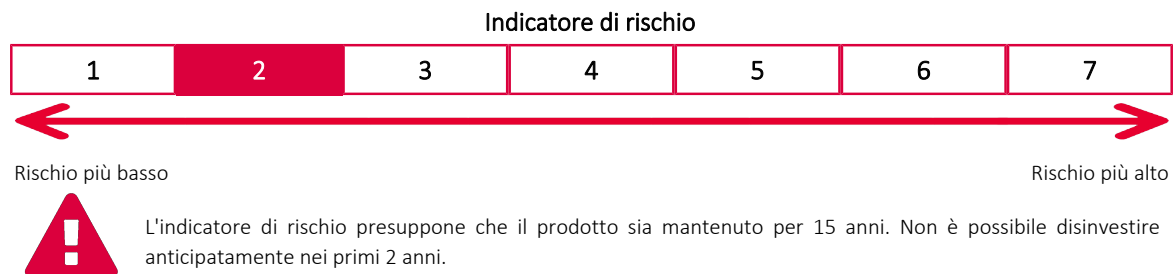 Indicatore di rischio
1 2 3 4 5 6 7
Rischio più basso Rischio più alto
L'indicatore di rischio presuppone che il prodotto sia mantenuto per 15 anni. Non è possibile disinvestire
anticipatamente nei primi 2 anni.